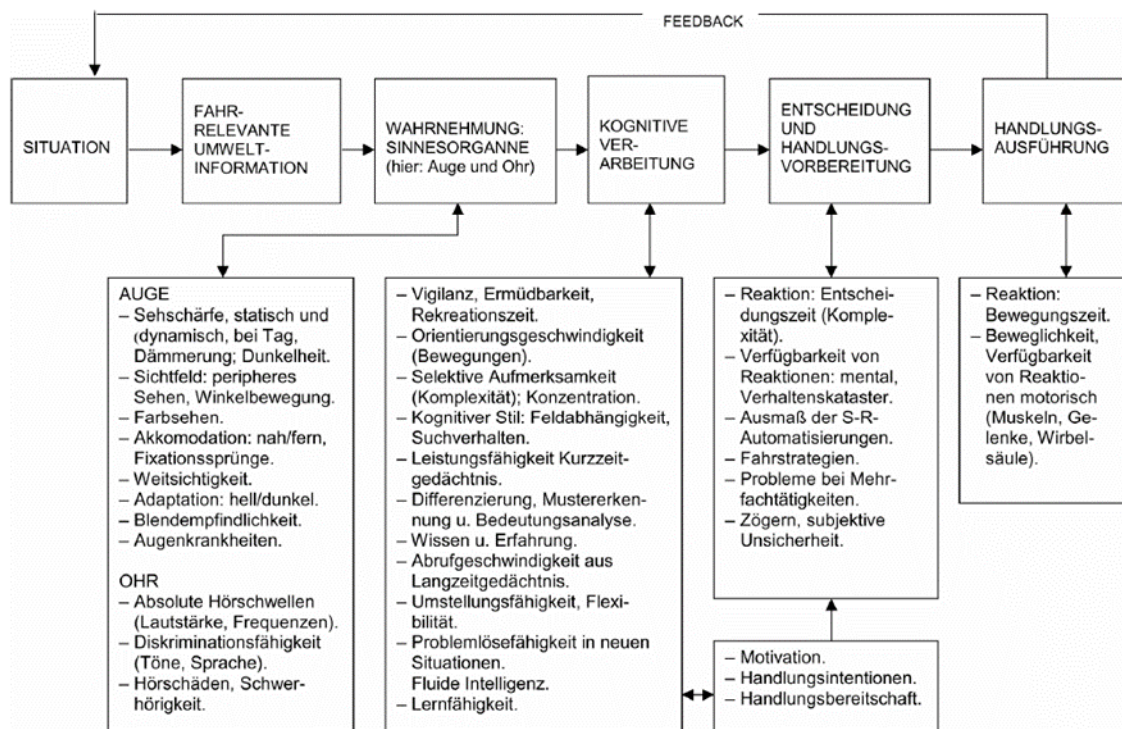 FEEDBACK
SITUATION
FAHR-
RELEVANTE
UMWELT-
INFORMATION
WAHRNEHMUNG:
SINNESORGANNE
(hier: Auge und Ohr)
KOGNITIVE
VER-
ARBEITUNG
ENTSCHEIDUNG
UND
HANDLUNGS-
VORBEREITUNG
HANDLUNGS-
AUSFÜHRUNG
AUGE
– Sehschärfe, statisch und
(dynamisch, bei Tag,
Dämmerung; Dunkelheit.
– Sichtfeld: peripheres
Sehen, Winkelbewegung.
– Farbsehen.
– Akkomodation: nah/fern,
Fixationssprünge.
– Weitsichtigkeit.
– Adaptation: hell/dunkel.
– Blendempfindlichkeit.
– Augenkrankheiten.
OHR
– Absolute Hörschwellen
(Lautstärke, Frequenzen).
– Diskriminationsfähigkeit
(Töne, Sprache).
– Hörschäden, Schwer-
hörigkeit.
– Vigilanz, Ermüdbarkeit,
Rekreationszeit.
– Orientierungsgeschwindigkeit
(Bewegungen).
– Selektive Aufmerksamkeit
(Komplexität); Konzentration.
– Kognitiver Stil: Feldabhängigkeit,
Suchverhalten.
– Leistungsfähigkeit Kurzzeit-
gedächtnis.
– Differenzierung, Mustererken-
nung u. Bedeutungsanalyse.
– Wissen u. Erfahrung.
– Abrufgeschwindigkeit aus
Langzeitgedächtnis.
– Umstellungsfähigkeit, Flexi-
bilität.
– Problemlösefähigkeit in neuen
Situationen.
Fluide Intelligenz.
– Lernfähigkeit.
– Reaktion: Entschei-
dungszeit (Komple-
xität).
– Verfügbarkeit von
Reaktionen: mental,
Verhaltenskataster.
– Ausmaß der S-R-
Automatisierungen.
– Fahrstrategien.
– Probleme bei Mehr-
fachtätigkeiten.
– Zögern, subjektive
Unsicherheit.
– Motivation.
– Handlungsintentionen.
– Handlungsbereitschaft.
– Reaktion:
Bewegungszeit.
– Beweglichkeit,
Verfügbarkeit
von Reaktio-
nen motorisch
(Muskeln, Ge-
lenke, Wirbel-
säule).